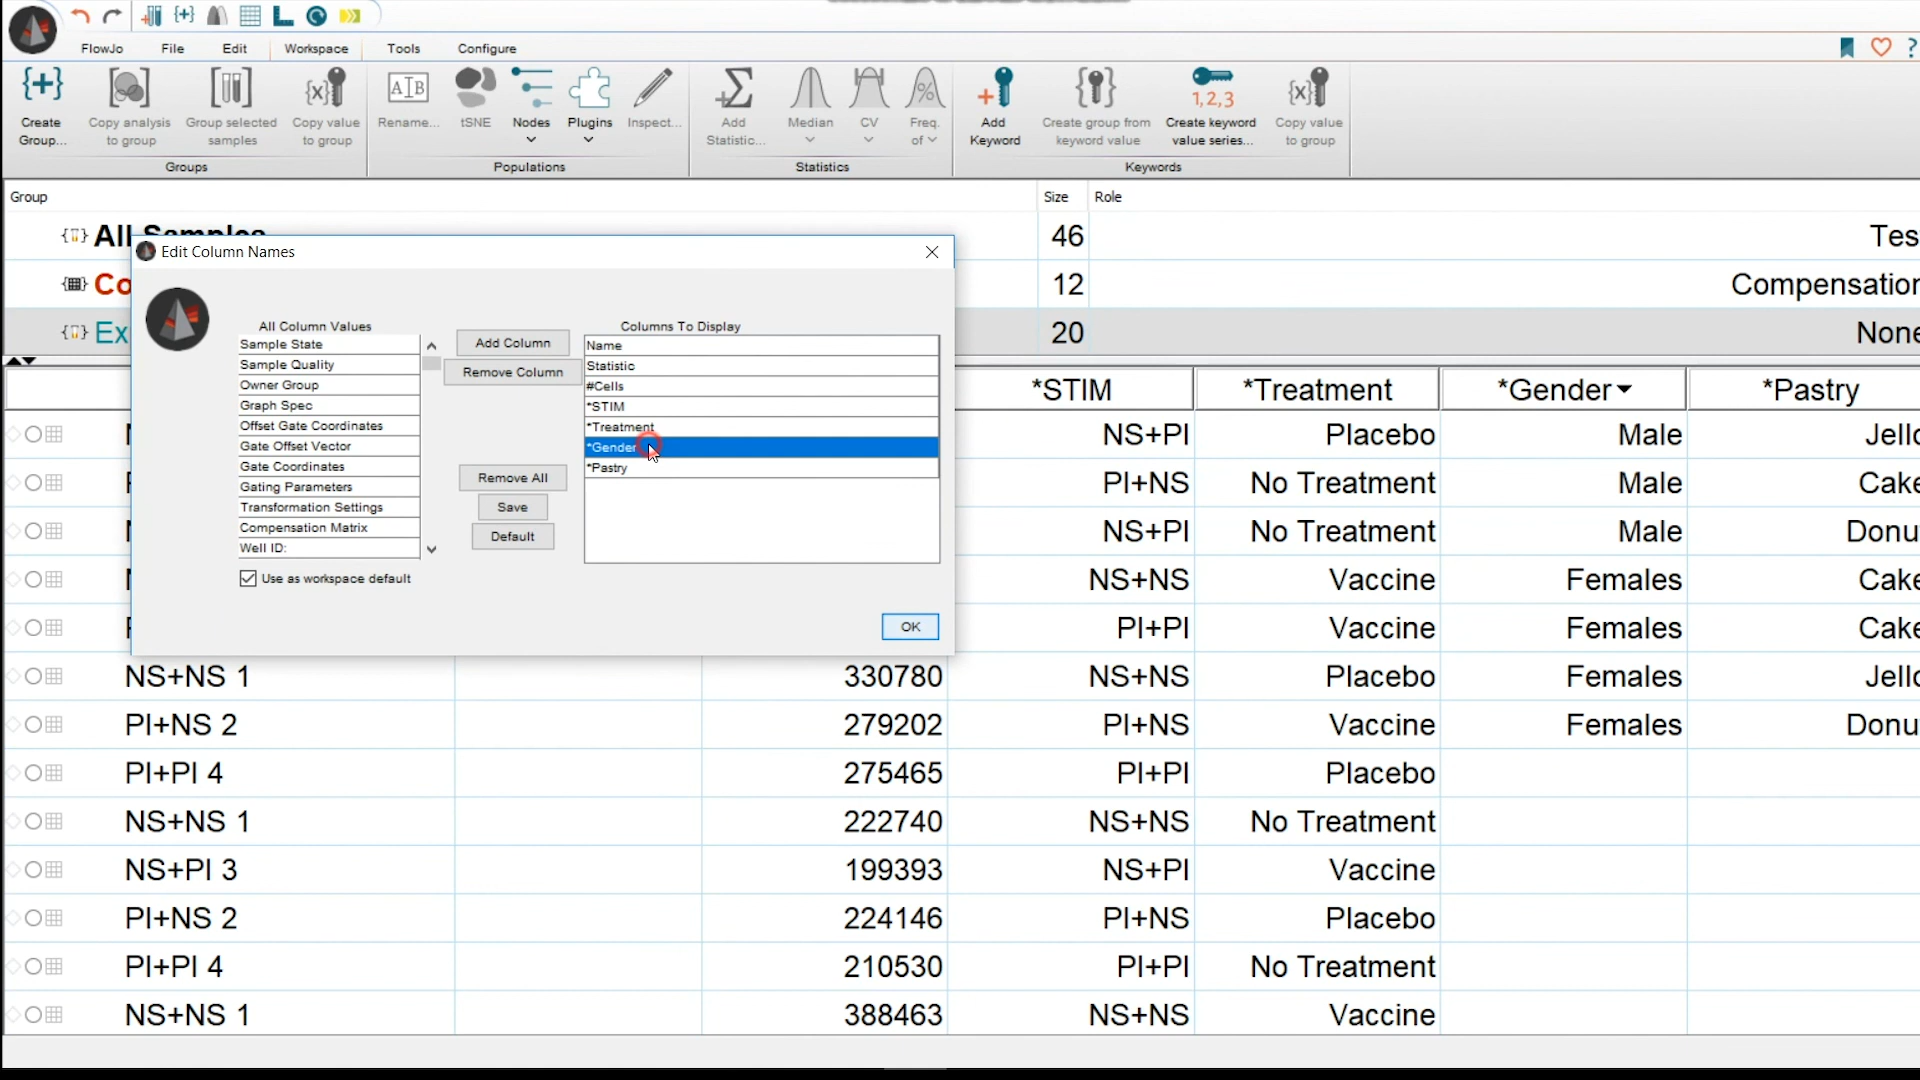 FlowJo File Edit Workspace Tools Configure
?
{+} [A|B] +
Create Copy analysis Group selected Copy value Rename... tSNE Nodes Plugins Inspect... Add Median CV Freq. Add Create group from Create keyword Copy value
Group... to group samples to group Statistic... of Keyword keyword value value series... to group
1,2,3
{x} {x} %
Groups Populations Statistics Keywords
Group Size Role
All Samples 46 Tes
Co 12 Compensation
Ex 20 None
Edit Column Names
All Column Values
Sample State
Sample Quality
Owner Group
Graph Spec
Offset Gate Coordinates
Gate Offset Vector
Gate Coordinates
Gating Parameters
Transformation Settings
Compensation Matrix
Well ID:
Use as workspace default
Add Column
Remove Column
Remove All
Save
Default
Columns To Display
Name
Statistic
#Cells
*STIM
*Treatment
*Gender
*Pastry
OK
*STIM *Treatment *Gender *Pastry
NS+PI Placebo Male Jello
PI+NS No Treatment Male Cake
NS+PI No Treatment Male Donu
NS+NS Vaccine Females Cake
PI+PI Vaccine Females Cake
NS+NS 1 330780 NS+NS Placebo Females Jello
PI+NS 2 279202 PI+NS Vaccine Females Donu
PI+PI 4 275465 PI+PI Placebo
NS+NS 1 222740 NS+NS No Treatment
NS+PI 3 199393 NS+PI Vaccine
PI+NS 2 224146 PI+NS Placebo
PI+PI 4 210530 PI+PI No Treatment
NS+NS 1 388463 NS+NS Vaccine